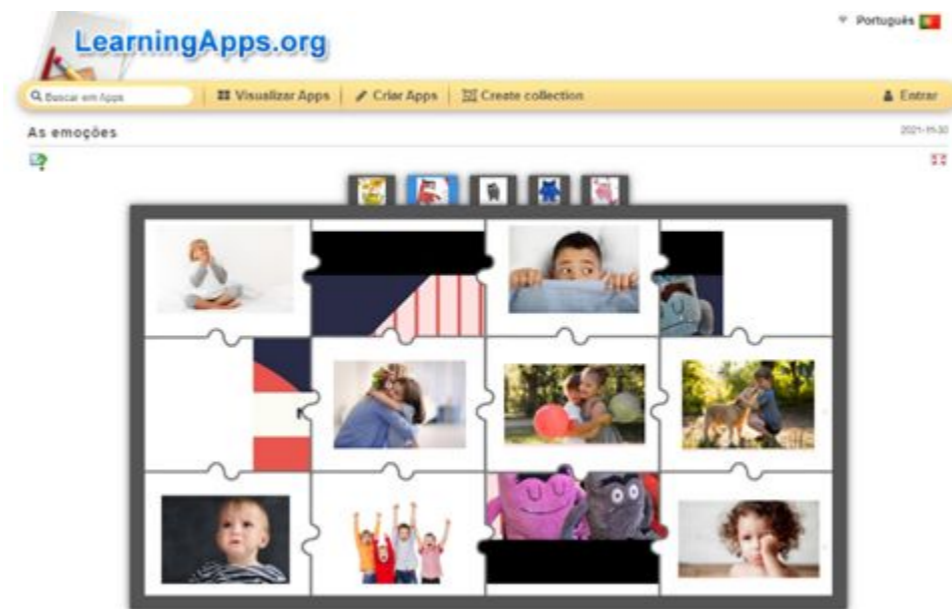 Português
LearningApps.org
Buscar em Apps
Visualizar Apps
Criar Apps
Create collection
Entrar
As emoções
2021-11-30